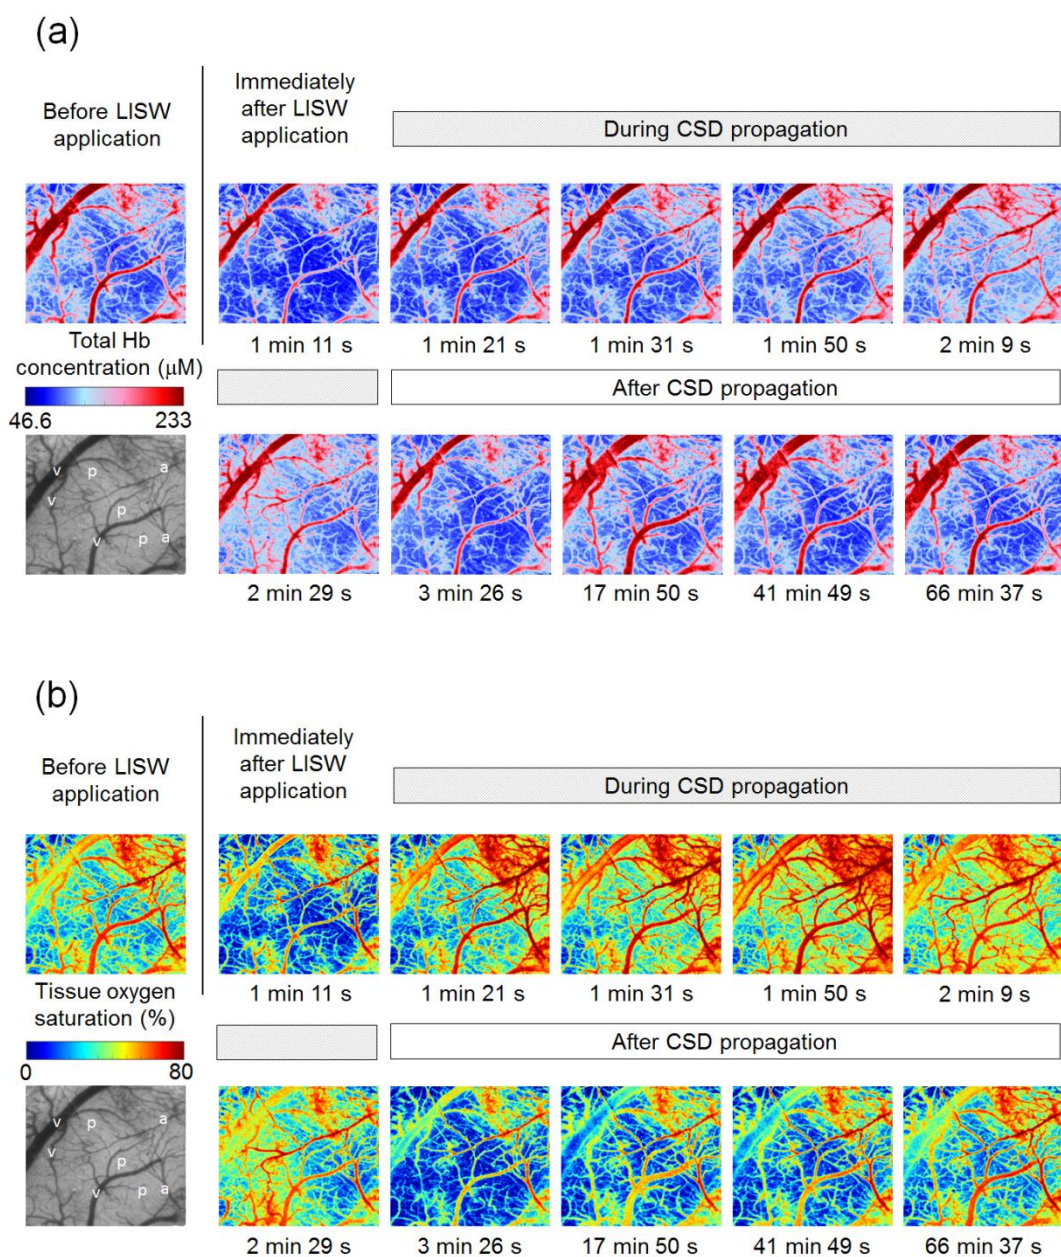 (a)
Before LISW
application
Immediately
after LISW
application
During CSD propagation
1 min 11 s
1 min 21 s
1 min 31 s
1 min 50 s
2 min 9 s
Total Hb
concentration (μM)
46.6
233
After CSD propagation
v
p
a
v
p
v
p
a
2 min 29 s
3 min 26 s
17 min 50 s
41 min 49 s
66 min 37 s
(b)
Before LISW
application
Immediately
after LISW
application
During CSD propagation
1 min 11 s
1 min 21 s
1 min 31 s
1 min 50 s
2 min 9 s
Tissue oxygen
saturation (%)
0
80
After CSD propagation
v
p
a
v
p
v
p
a
2 min 29 s
3 min 26 s
17 min 50 s
41 min 49 s
66 min 37 s